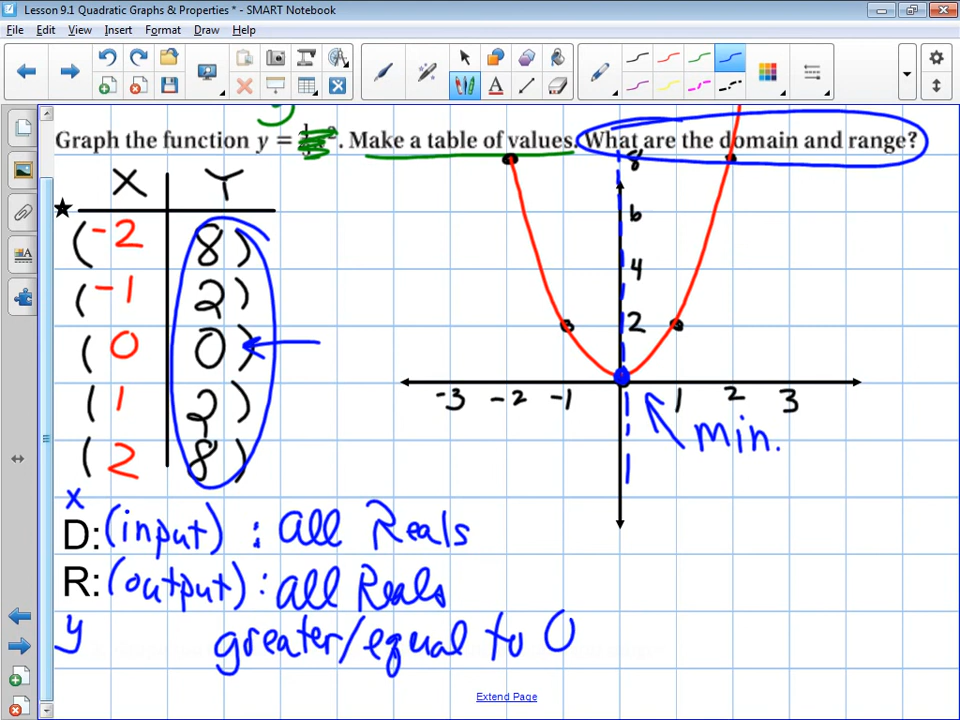 Lesson 9.1 Quadratic Graphs & Properties * - SMART Notebook
File Edit View Insert Format Draw Help
Graph the function y = . Make a table of values. What are the domain and range?
X Y
(-2 8)
(-1 2)
(0 0)
(1 2)
(2 8)
8
6
4
2
-3 -2 -1 1 2 3
min.
x
D: (input) : All Reals
R: (output) : All Reals
y greater/equal to 0
Extend Page